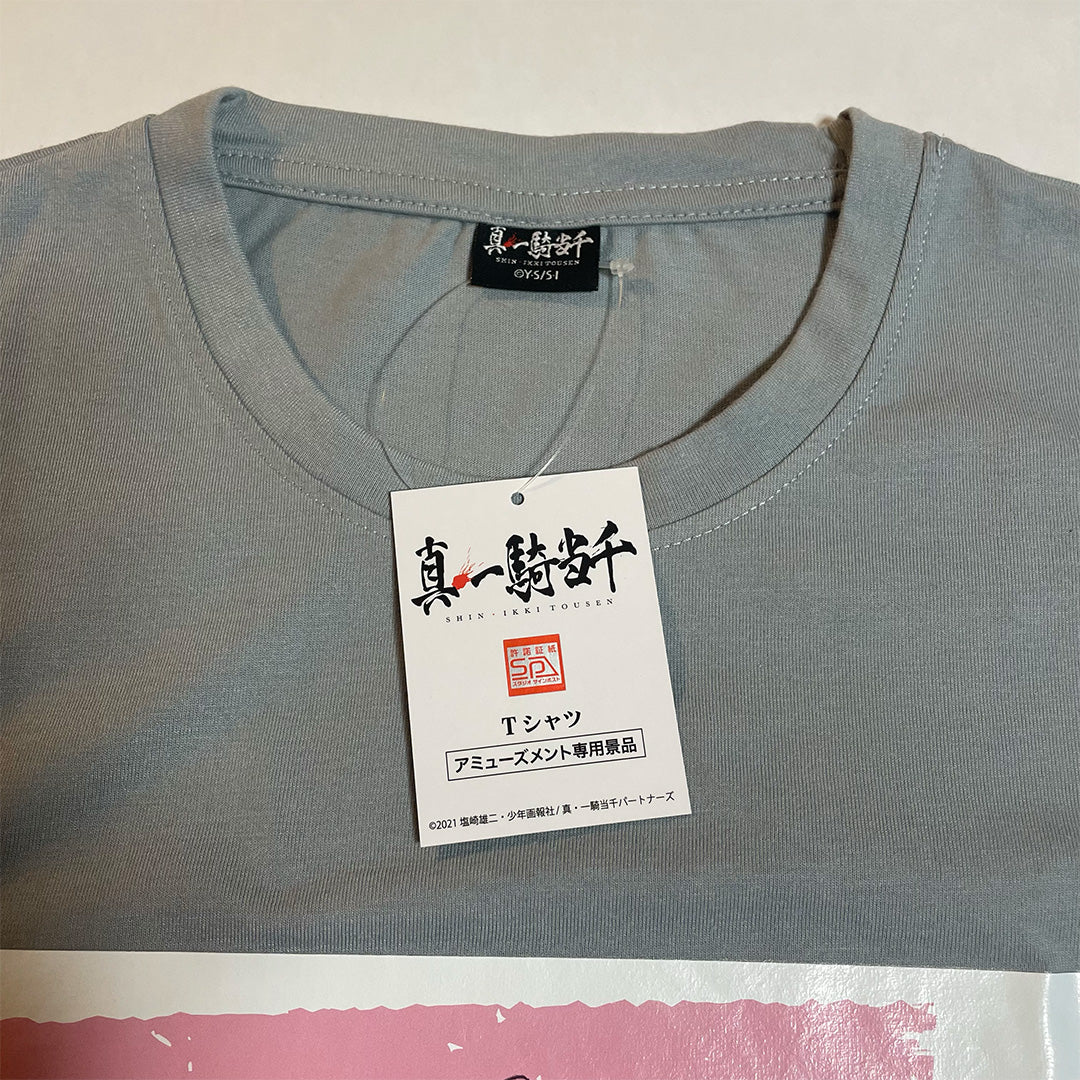 真・一騎当千
SHIN・IKKI TOUSEN
©Y・S/S・I
真・一騎当千
SHIN・IKKI TOUSEN
許諾証紙
SPA
スタジオ サインポスト
Tシャツ
アミューズメント専用景品
©2021 塩崎雄二・少年画報社/真・一騎当千パートナーズ